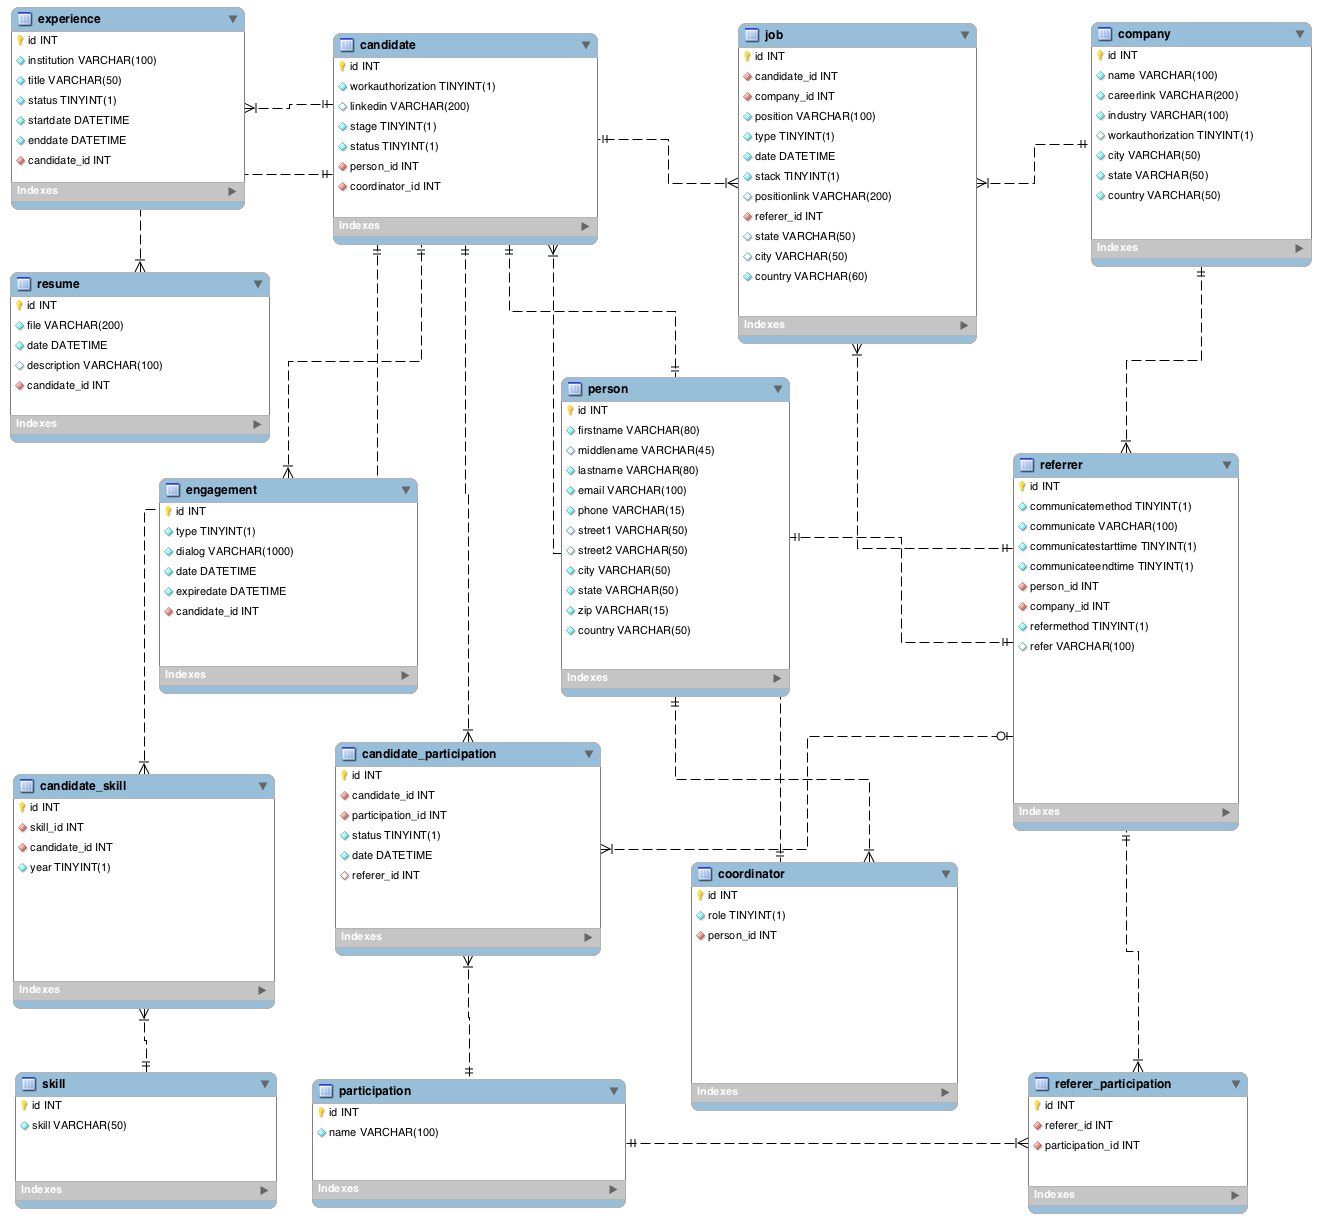 experience
id INT
institution VARCHAR(100)
title VARCHAR(50)
status TINYINT(1)
startdate DATETIME
enddate DATETIME
candidate_id INT
Indexes
candidate
id INT
workauthorization TINYINT(1)
linkedin VARCHAR(200)
stage TINYINT(1)
status TINYINT(1)
person_id INT
coordinator_id INT
Indexes
job
id INT
candidate_id INT
company_id INT
position VARCHAR(100)
type TINYINT(1)
date DATETIME
stack TINYINT(1)
positionlink VARCHAR(200)
referer_id INT
state VARCHAR(50)
city VARCHAR(50)
country VARCHAR(60)
Indexes
company
id INT
name VARCHAR(100)
careerlink VARCHAR(200)
industry VARCHAR(100)
workauthorization TINYINT(1)
city VARCHAR(50)
state VARCHAR(50)
country VARCHAR(50)
Indexes
resume
id INT
file VARCHAR(200)
date DATETIME
description VARCHAR(100)
candidate_id INT
Indexes
person
id INT
firstname VARCHAR(80)
middlename VARCHAR(45)
lastname VARCHAR(80)
email VARCHAR(100)
phone VARCHAR(15)
street1 VARCHAR(50)
street2 VARCHAR(50)
city VARCHAR(50)
state VARCHAR(50)
zip VARCHAR(15)
country VARCHAR(50)
Indexes
referrer
id INT
communicatemethod TINYINT(1)
communicate VARCHAR(100)
communicatestarttime TINYINT(1)
communicateendtime TINYINT(1)
person_id INT
company_id INT
refermethod TINYINT(1)
refer VARCHAR(100)
Indexes
engagement
id INT
type TINYINT(1)
dialog VARCHAR(1000)
date DATETIME
expiredate DATETIME
candidate_id INT
Indexes
candidate_participation
id INT
candidate_id INT
participation_id INT
status TINYINT(1)
date DATETIME
referer_id INT
Indexes
candidate_skill
id INT
skill_id INT
candidate_id INT
year TINYINT(1)
Indexes
coordinator
id INT
role TINYINT(1)
person_id INT
Indexes
skill
id INT
skill VARCHAR(50)
Indexes
participation
id INT
name VARCHAR(100)
Indexes
referer_participation
id INT
referer_id INT
participation_id INT
Indexes